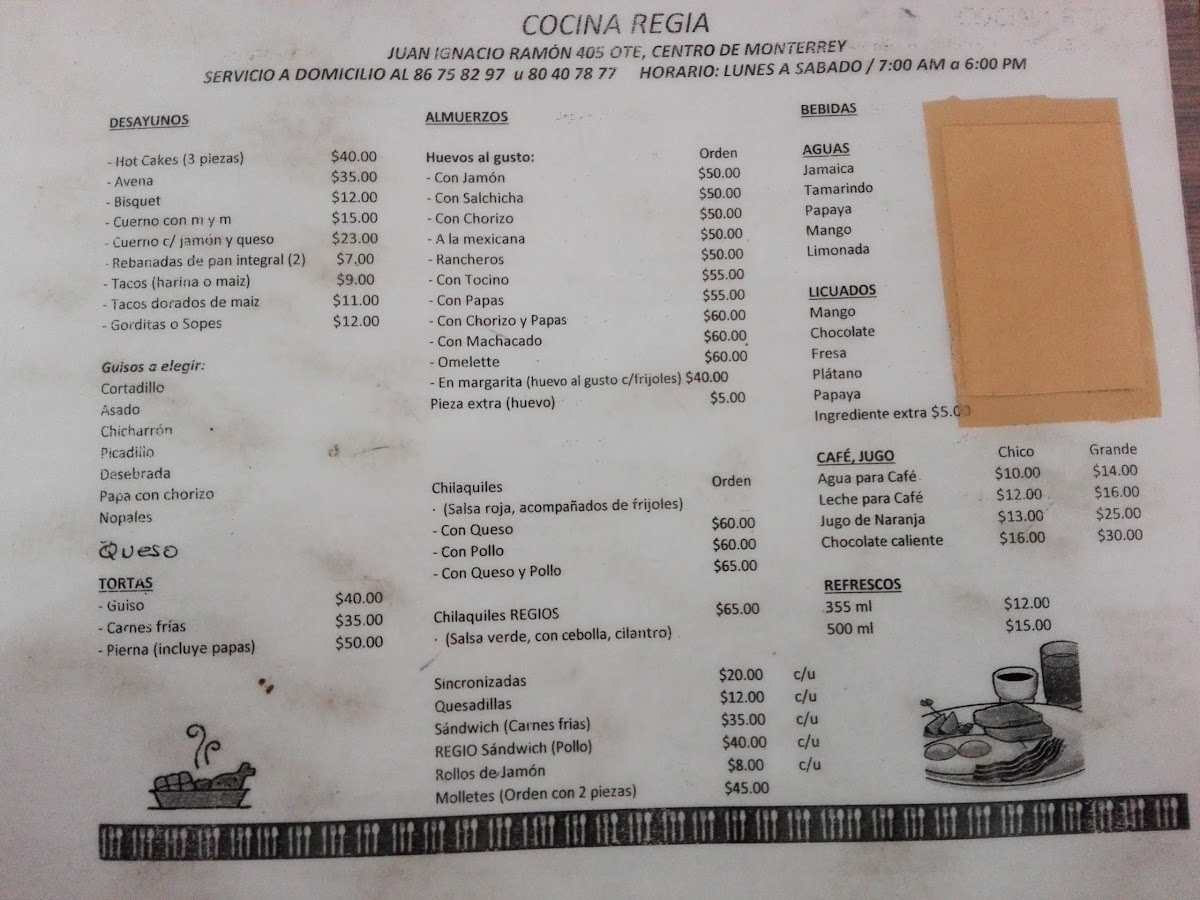 COCINA REGIA
JUAN IGNACIO RAMÓN 405 OTE, CENTRO DE MONTERREY
SERVICIO A DOMICILIO AL 86 75 82 97 u 80 40 78 77 HORARIO: LUNES A SABADO / 7:00 AM a 6:00 PM
DESAYUNOS
- Hot Cakes (3 piezas) $40.00
- Avena $35.00
- Bisquet $12.00
- Cuerno con m y m $15.00
- Cuerno c/ jamón y queso $23.00
- Rebanadas de pan integral (2) $7.00
- Tacos (harina o maiz) $9.00
- Tacos dorados de maiz $11.00
- Gorditas o Sopes $12.00
Guisos a elegir:
Cortadillo
Asado
Chicharrón
Picadillo
Desebrada
Papa con chorizo
Nopales
Queso
TORTAS
- Guiso $40.00
- Carnes frías $35.00
- Pierna (incluye papas) $50.00
ALMUERZOS
Huevos al gusto: Orden
- Con Jamón $50.00
- Con Salchicha $50.00
- Con Chorizo $50.00
- A la mexicana $50.00
- Rancheros $50.00
- Con Tocino $55.00
- Con Papas $55.00
- Con Chorizo y Papas $60.00
- Con Machacado $60.00
- Omelette $60.00
- En margarita (huevo al gusto c/frijoles) $40.00
Pieza extra (huevo) $5.00
Chilaquiles Orden
· (Salsa roja, acompañados de frijoles)
- Con Queso $60.00
- Con Pollo $60.00
- Con Queso y Pollo $65.00
Chilaquiles REGIOS $65.00
· (Salsa verde, con cebolla, cilantro)
Sincronizadas $20.00 c/u
Quesadillas $12.00 c/u
Sándwich (Carnes frias) $35.00 c/u
REGIO Sándwich (Pollo) $40.00 c/u
Rollos de Jamón $8.00 c/u
Molletes (Orden con 2 piezas) $45.00
BEBIDAS
AGUAS
Jamaica
Tamarindo
Papaya
Mango
Limonada
LICUADOS
Mango
Chocolate
Fresa
Plátano
Papaya
Ingrediente extra $5.00
CAFÉ, JUGO Chico Grande
Agua para Café $10.00 $14.00
Leche para Café $12.00 $16.00
Jugo de Naranja $13.00 $25.00
Chocolate caliente $16.00 $30.00
REFRESCOS
355 ml $12.00
500 ml $15.00